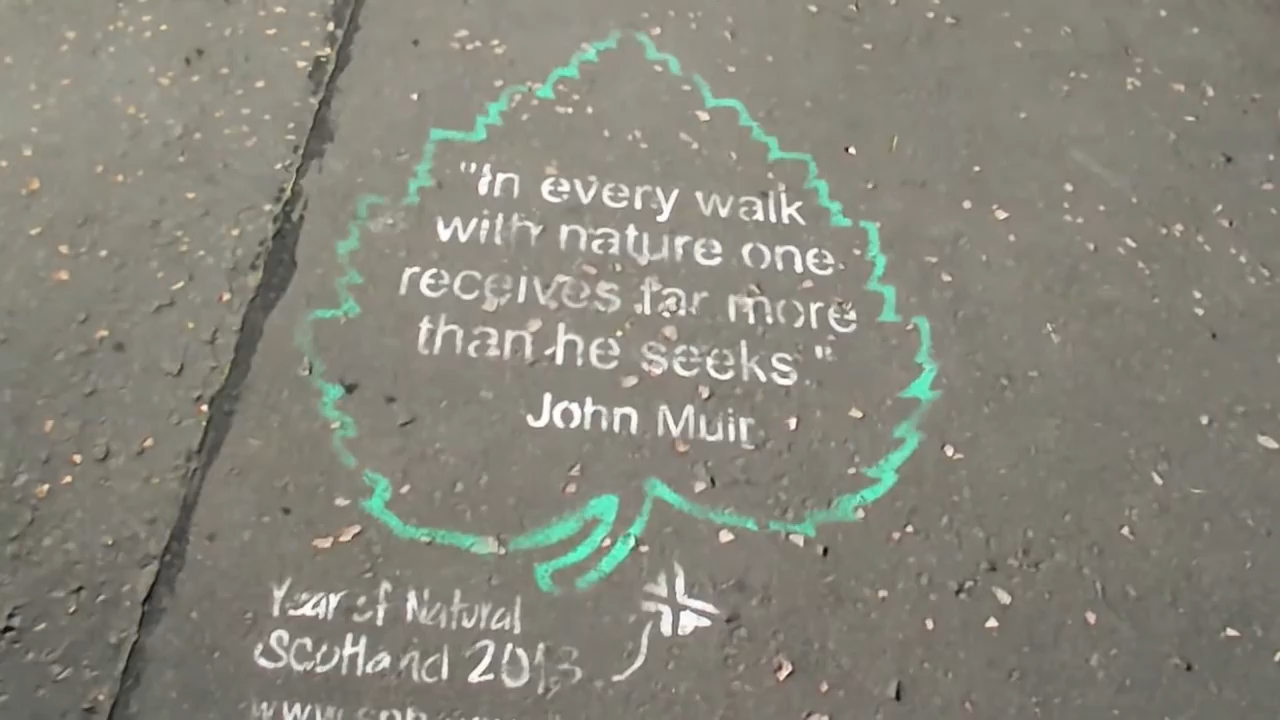 "In every walk
with nature one
receives far more
than he seeks."
John Muir
Year of Natural
Scotland 2013